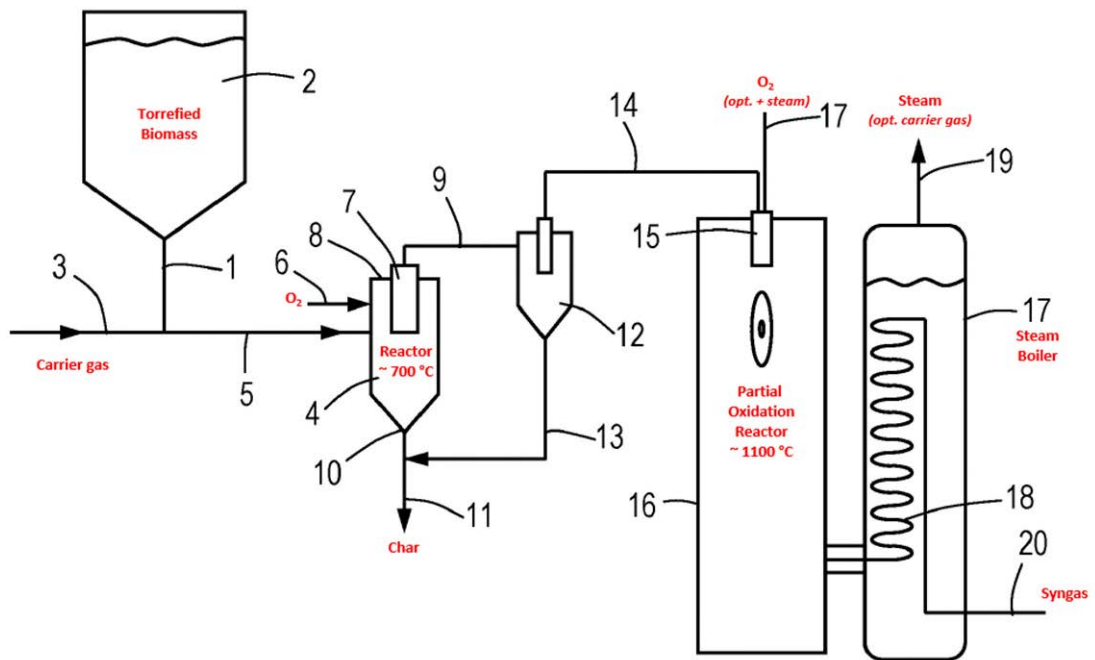 2
Torrefied
Biomass
O₂
(opt. + steam)
17
Steam
(opt. carrier gas)
14
19
9
7
8
15
1
3
6
O₂
12
17
Steam
Boiler
Carrier gas
5
Reactor
~ 700 °C
4
Partial
Oxidation
Reactor
~ 1100 °C
13
10
16
18
11
20
Char
Syngas